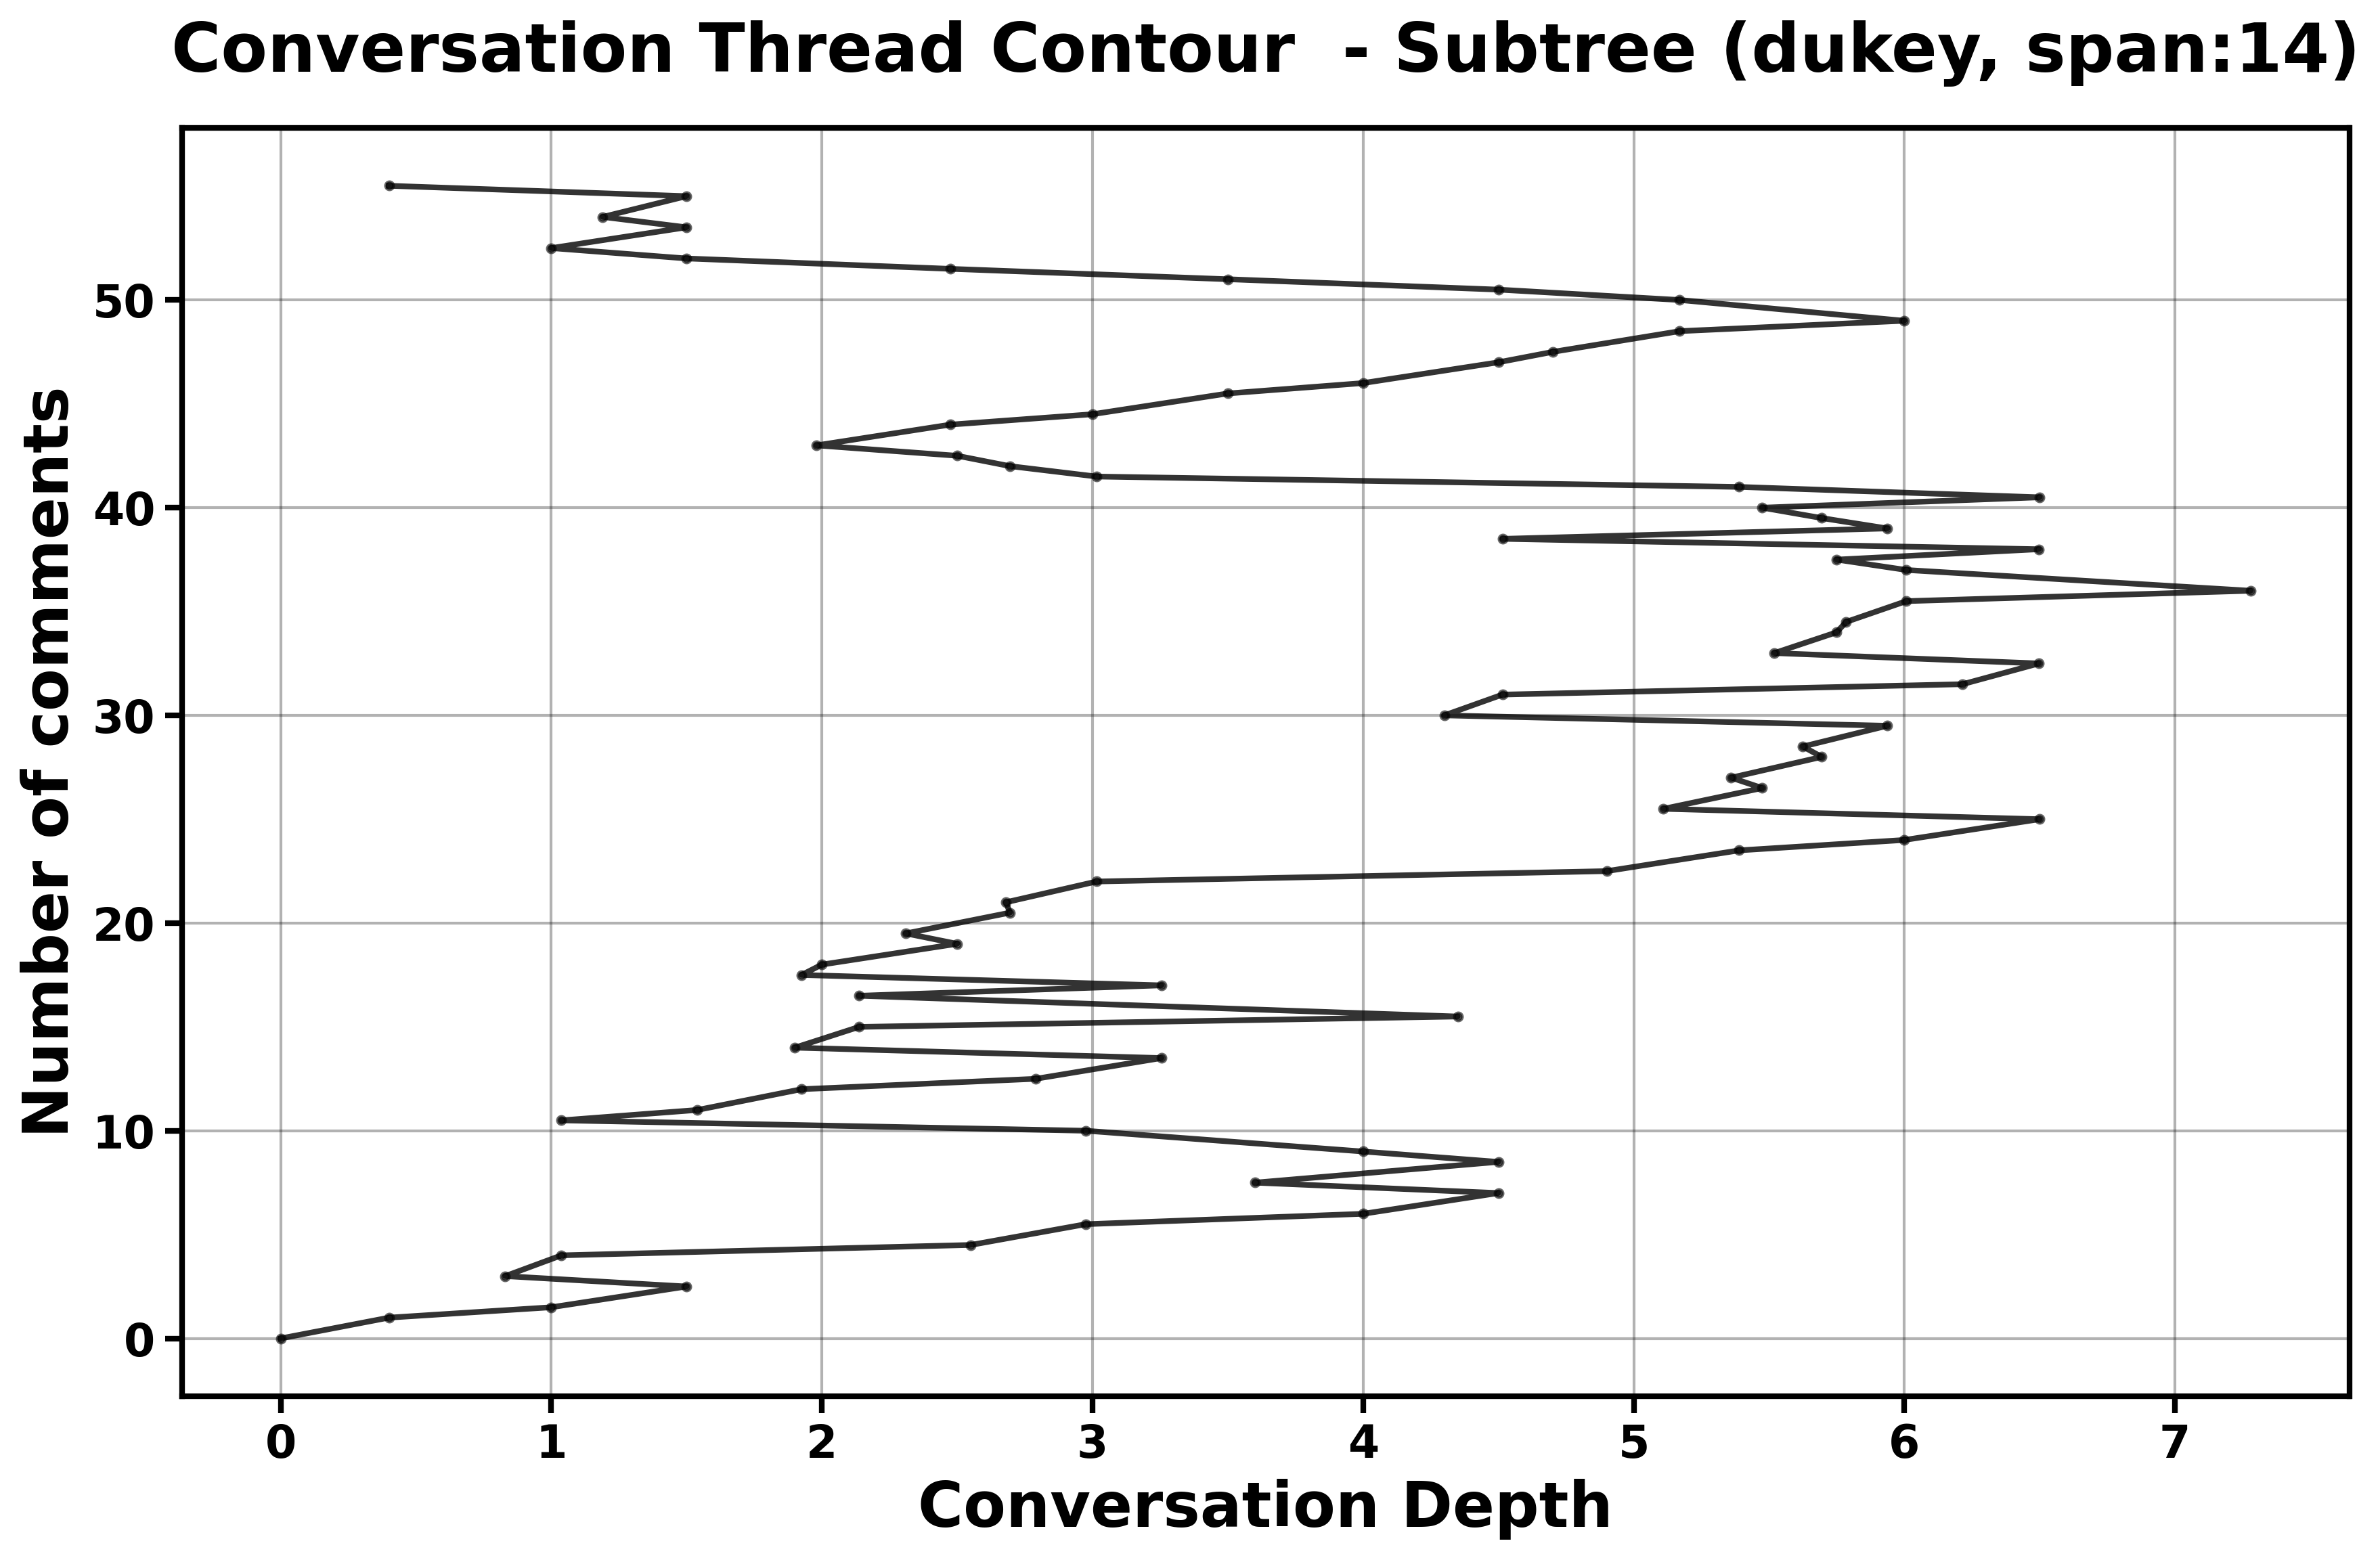 Conversation Thread Contour  - Subtree (dukey, span:14)
Number of comments
50
40
30
20
10
0
0 1 2 3 4 5 6 7
Conversation Depth